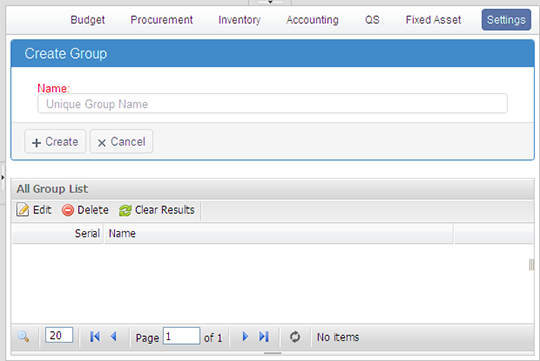 Budget Procurement Inventory Accounting QS Fixed Asset Settings
Create Group
Name:
Unique Group Name
+ Create × Cancel
All Group List
Edit Delete Clear Results
Serial Name
20 Page 1 of 1 No items